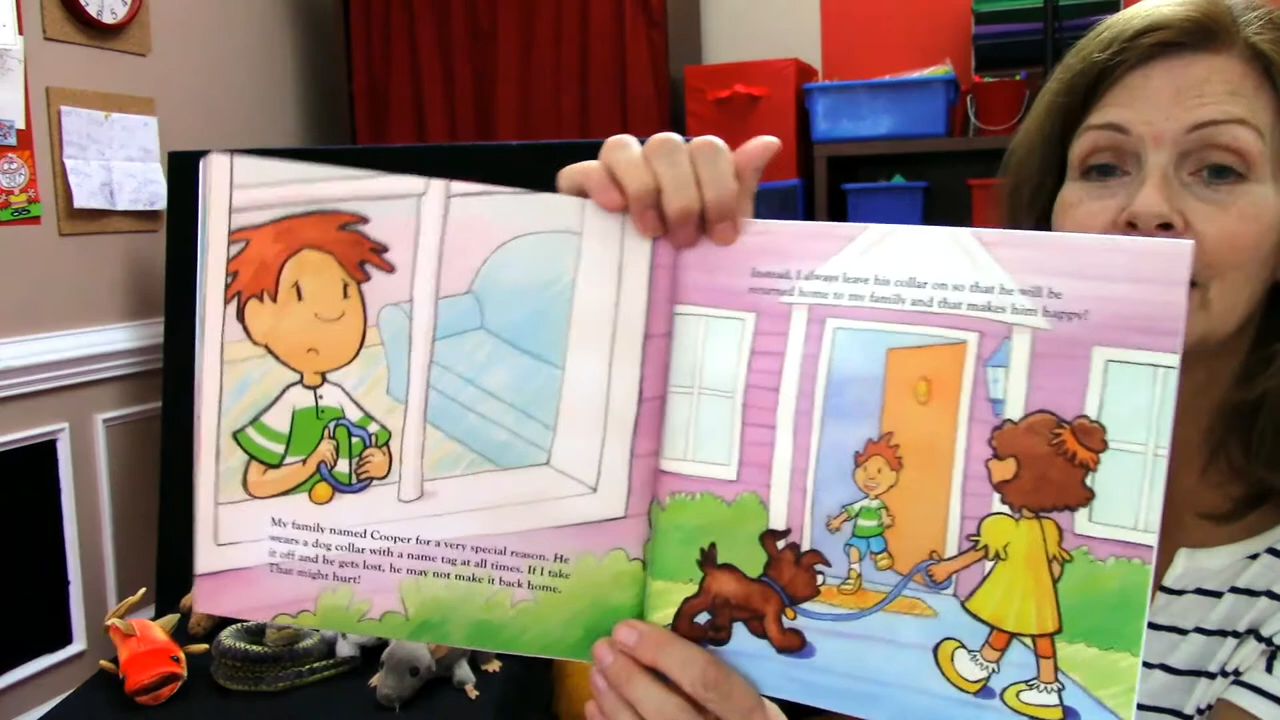 My family named Cooper for a very special reason. He
wears a dog collar with a name tag at all times. If I take
it off and he gets lost, he may not make it back home.
That might hurt!
Instead, I always leave his collar on so that he will be
returned home to my family and that makes him happy!